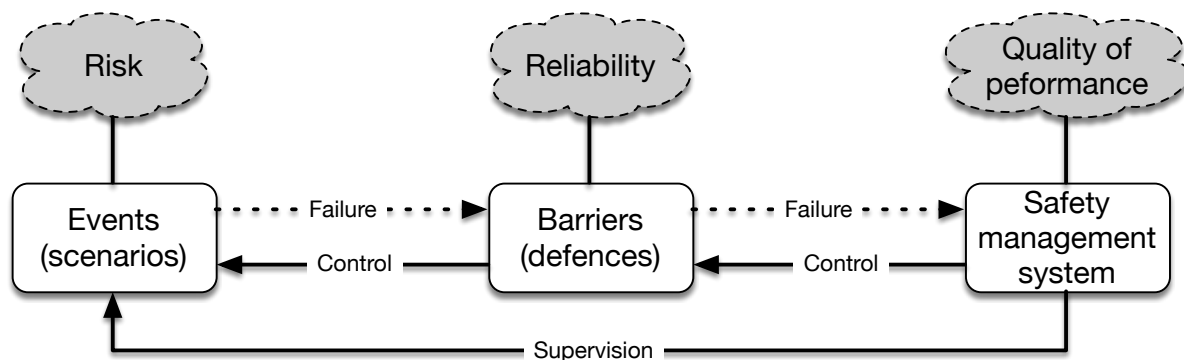 Risk
Reliability
Quality of
peformance
Events
(scenarios)
Failure
Control
Barriers
(defences)
Failure
Control
Safety
management
system
Supervision